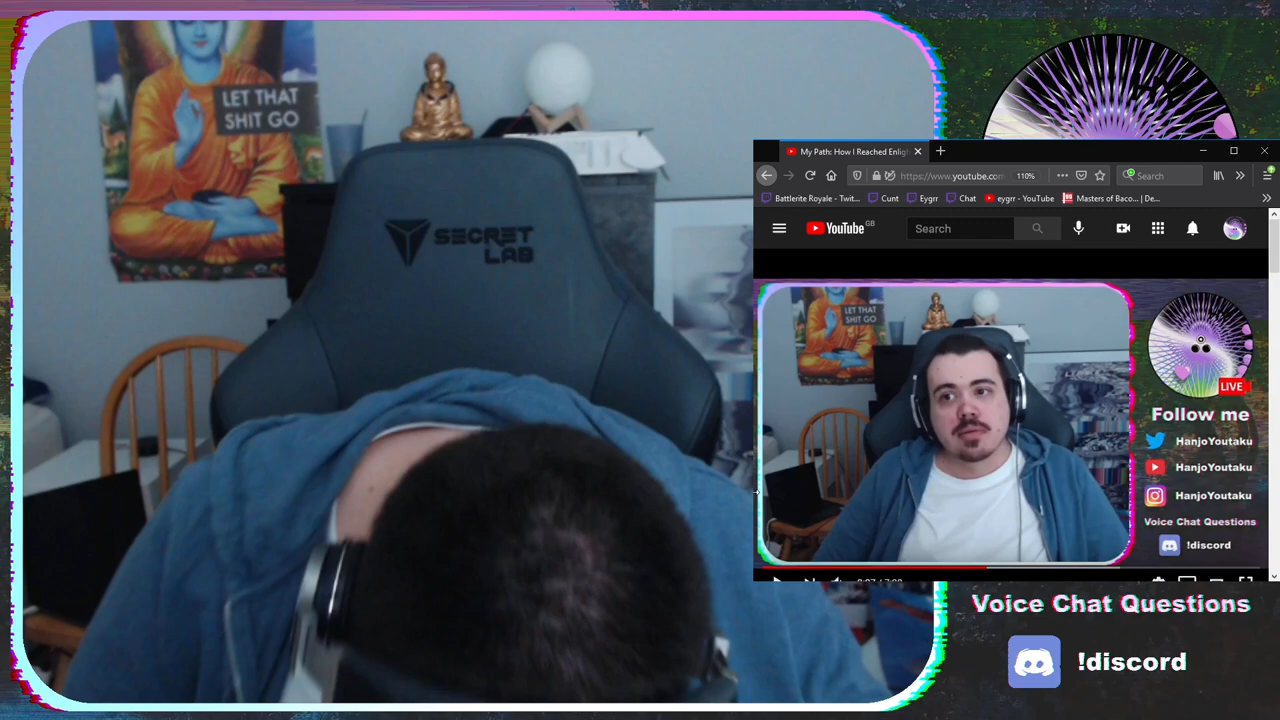 LET THAT
SHIT GO
SECRET
LAB
My Path: How I Reached Enlig
https://www.youtube.com
110%
Search
Battlerite Royale - Twit...
Cunt
Eygrr
Chat
eygrr - YouTube
Masters of Baco... | De...
YouTube
GB
Search
LET THAT
SHIT GO
LIVE
Follow me
HanjoYoutaku
HanjoYoutaku
HanjoYoutaku
Voice Chat Questions
!discord
Voice Chat Questions
!discord